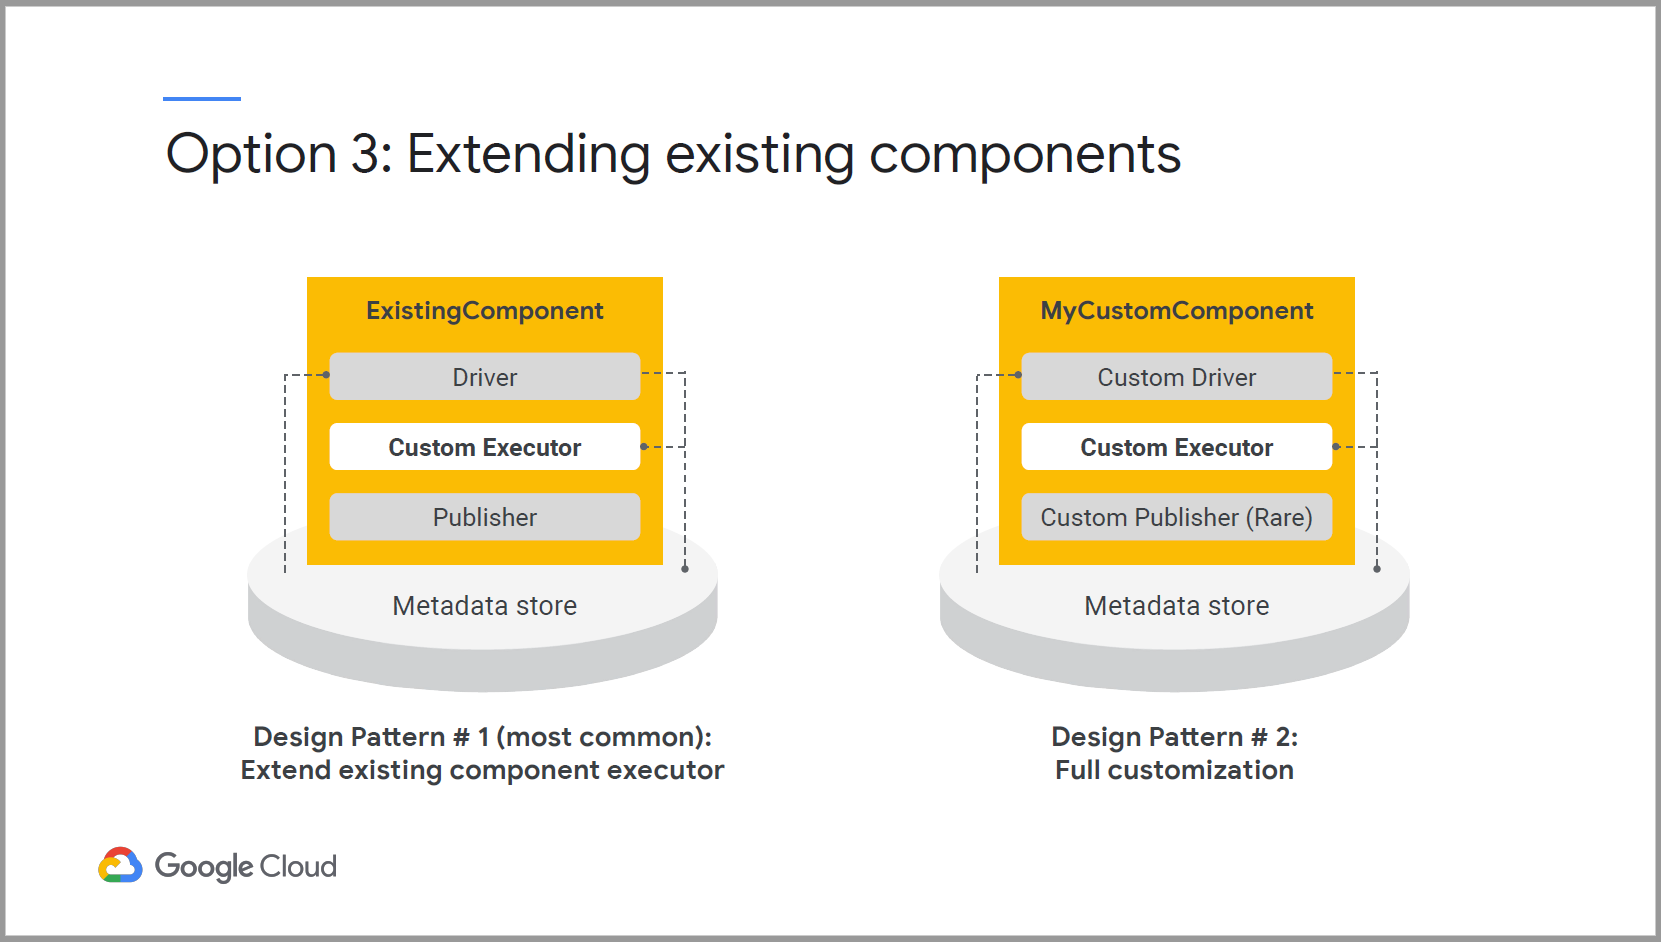 Option 3: Extending existing components
ExistingComponent
Driver
Custom Executor
Publisher
Metadata store
Design Pattern # 1 (most common):
Extend existing component executor
MyCustomComponent
Custom Driver
Custom Executor
Custom Publisher (Rare)
Metadata store
Design Pattern # 2:
Full customization
Google Cloud